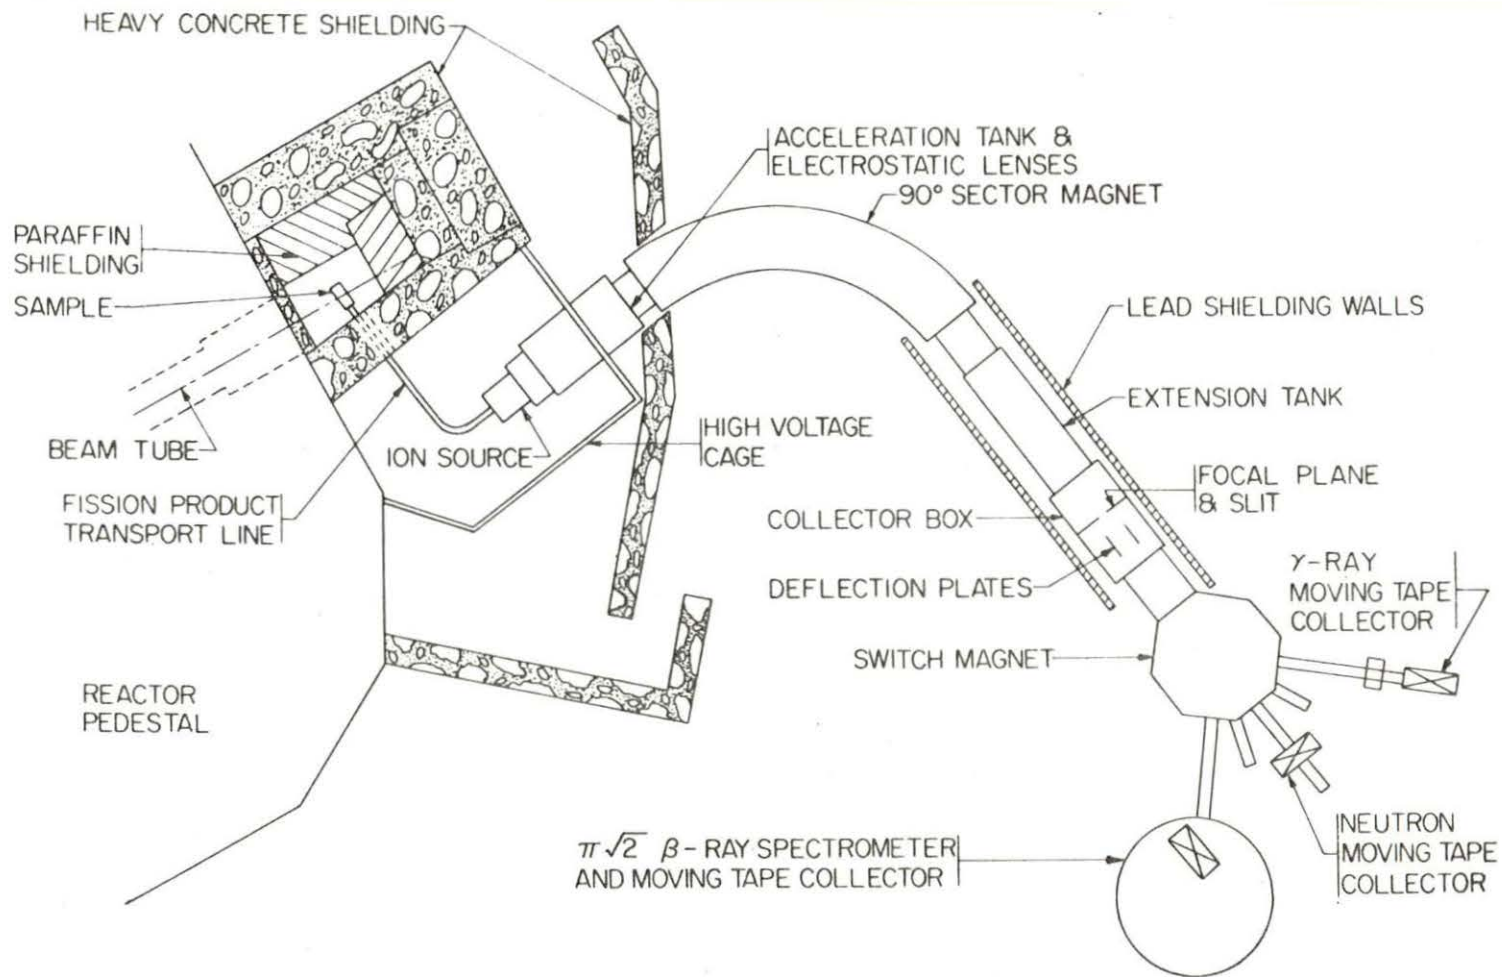 HEAVY CONCRETE SHIELDING
ACCELERATION TANK &
ELECTROSTATIC LENSES
90° SECTOR MAGNET
PARAFFIN
SHIELDING
SAMPLE
LEAD SHIELDING WALLS
EXTENSION TANK
BEAM TUBE
ION SOURCE
HIGH VOLTAGE
CAGE
FOCAL PLANE
& SLIT
FISSION PRODUCT
TRANSPORT LINE
COLLECTOR BOX
DEFLECTION PLATES
γ-RAY
MOVING TAPE
COLLECTOR
SWITCH MAGNET
REACTOR
PEDESTAL
π√2 β-RAY SPECTROMETER
AND MOVING TAPE COLLECTOR
NEUTRON
MOVING TAPE
COLLECTOR